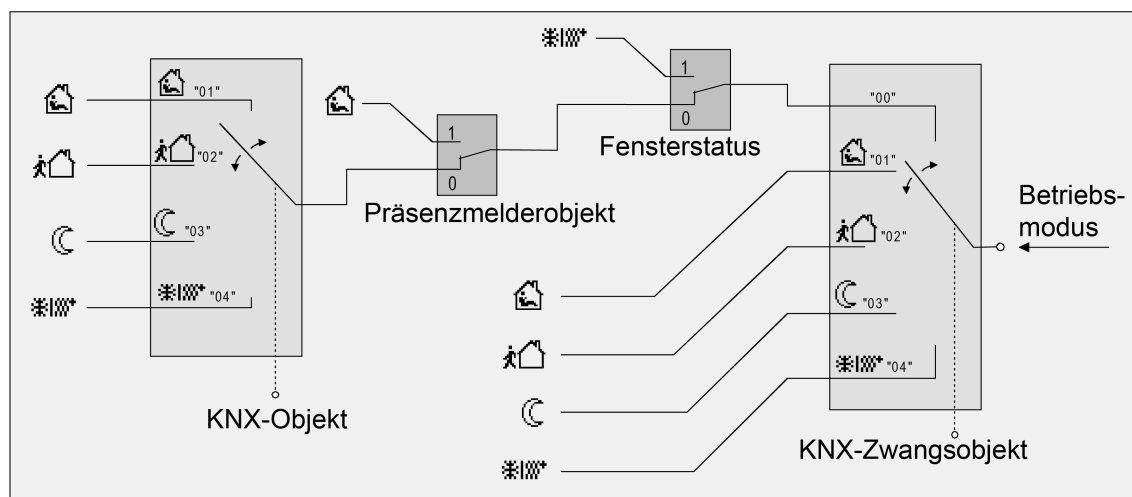 "01"
"02"
"03"
"04"
KNX-Objekt
1
0
Präsenzmelderobjekt
1
0
Fensterstatus
"00"
"01"
"02"
"03"
"04"
KNX-Zwangsobjekt
Betriebs-
modus